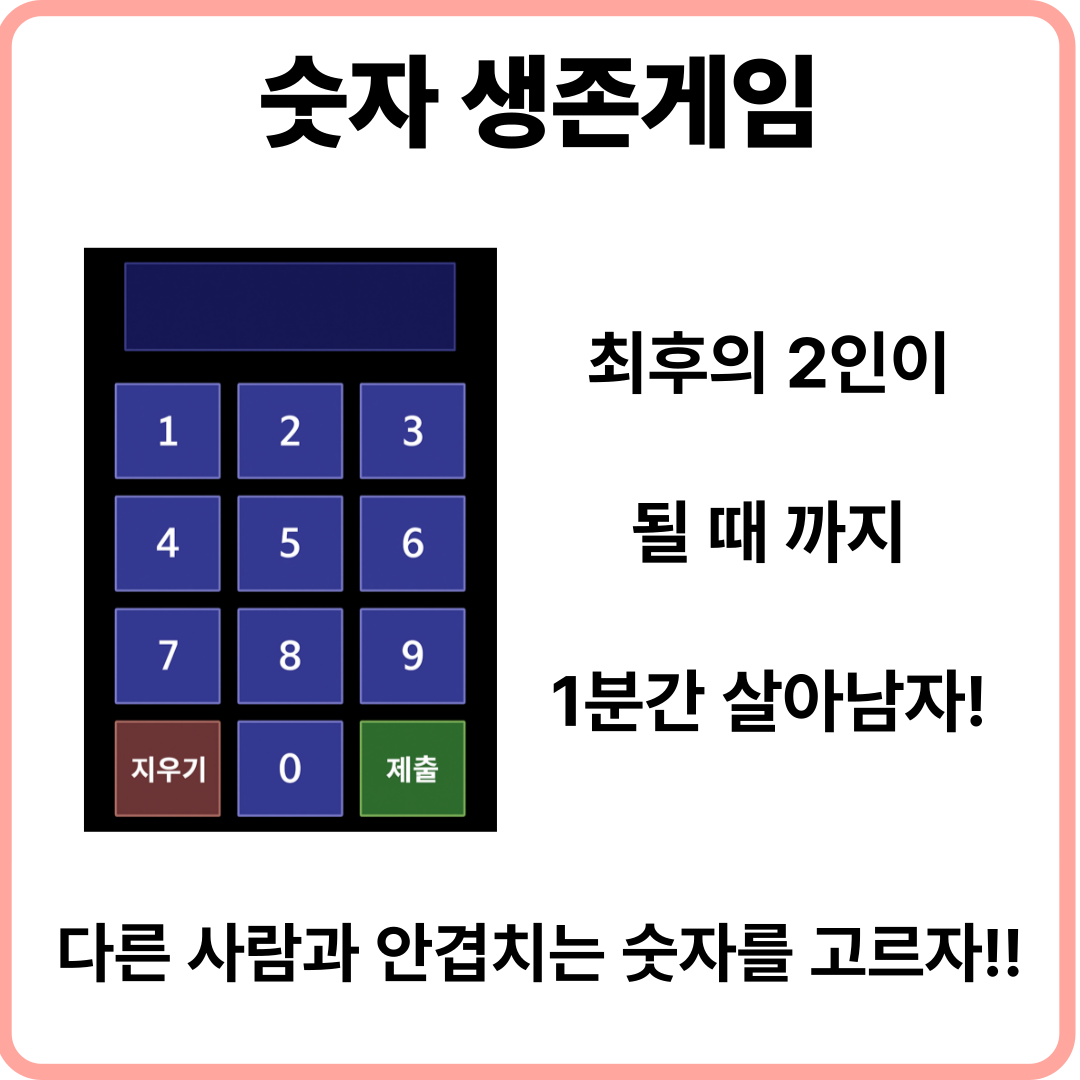 숫자 생존게임
1 2 3
4 5 6
7 8 9
지우기 0 제출
최후의 2인이
될 때 까지
1분간 살아남자!
다른 사람과 안겹치는 숫자를 고르자!!